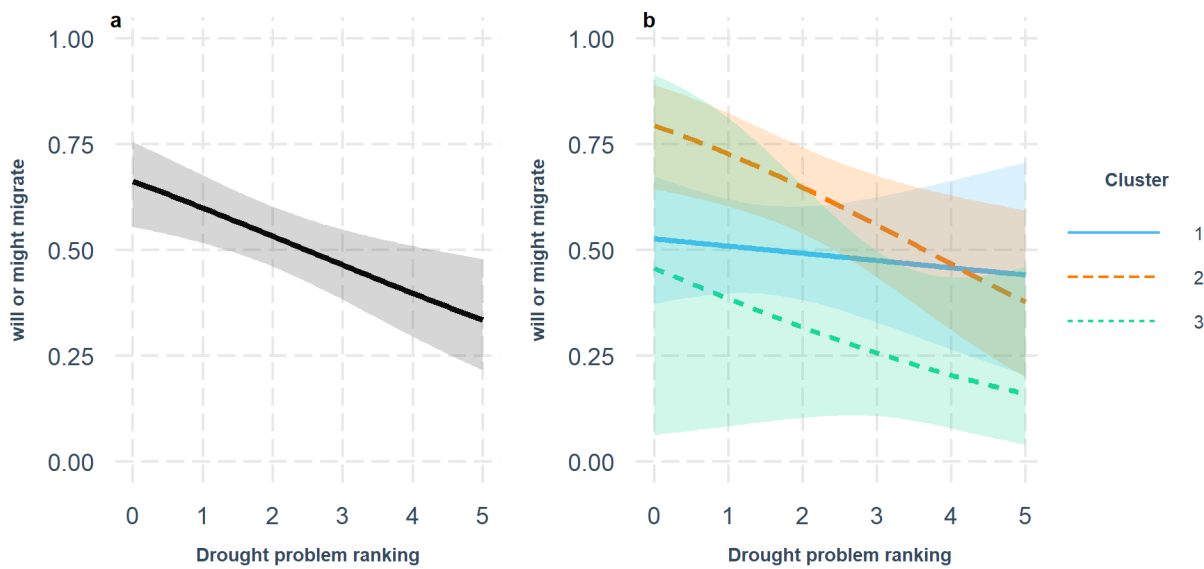 a
1.00
0.75
0.50
0.25
0.00
will or might migrate
0 1 2 3 4 5
Drought problem ranking
b
1.00
0.75
0.50
0.25
0.00
will or might migrate
0 1 2 3 4 5
Drought problem ranking
Cluster
1
2
3